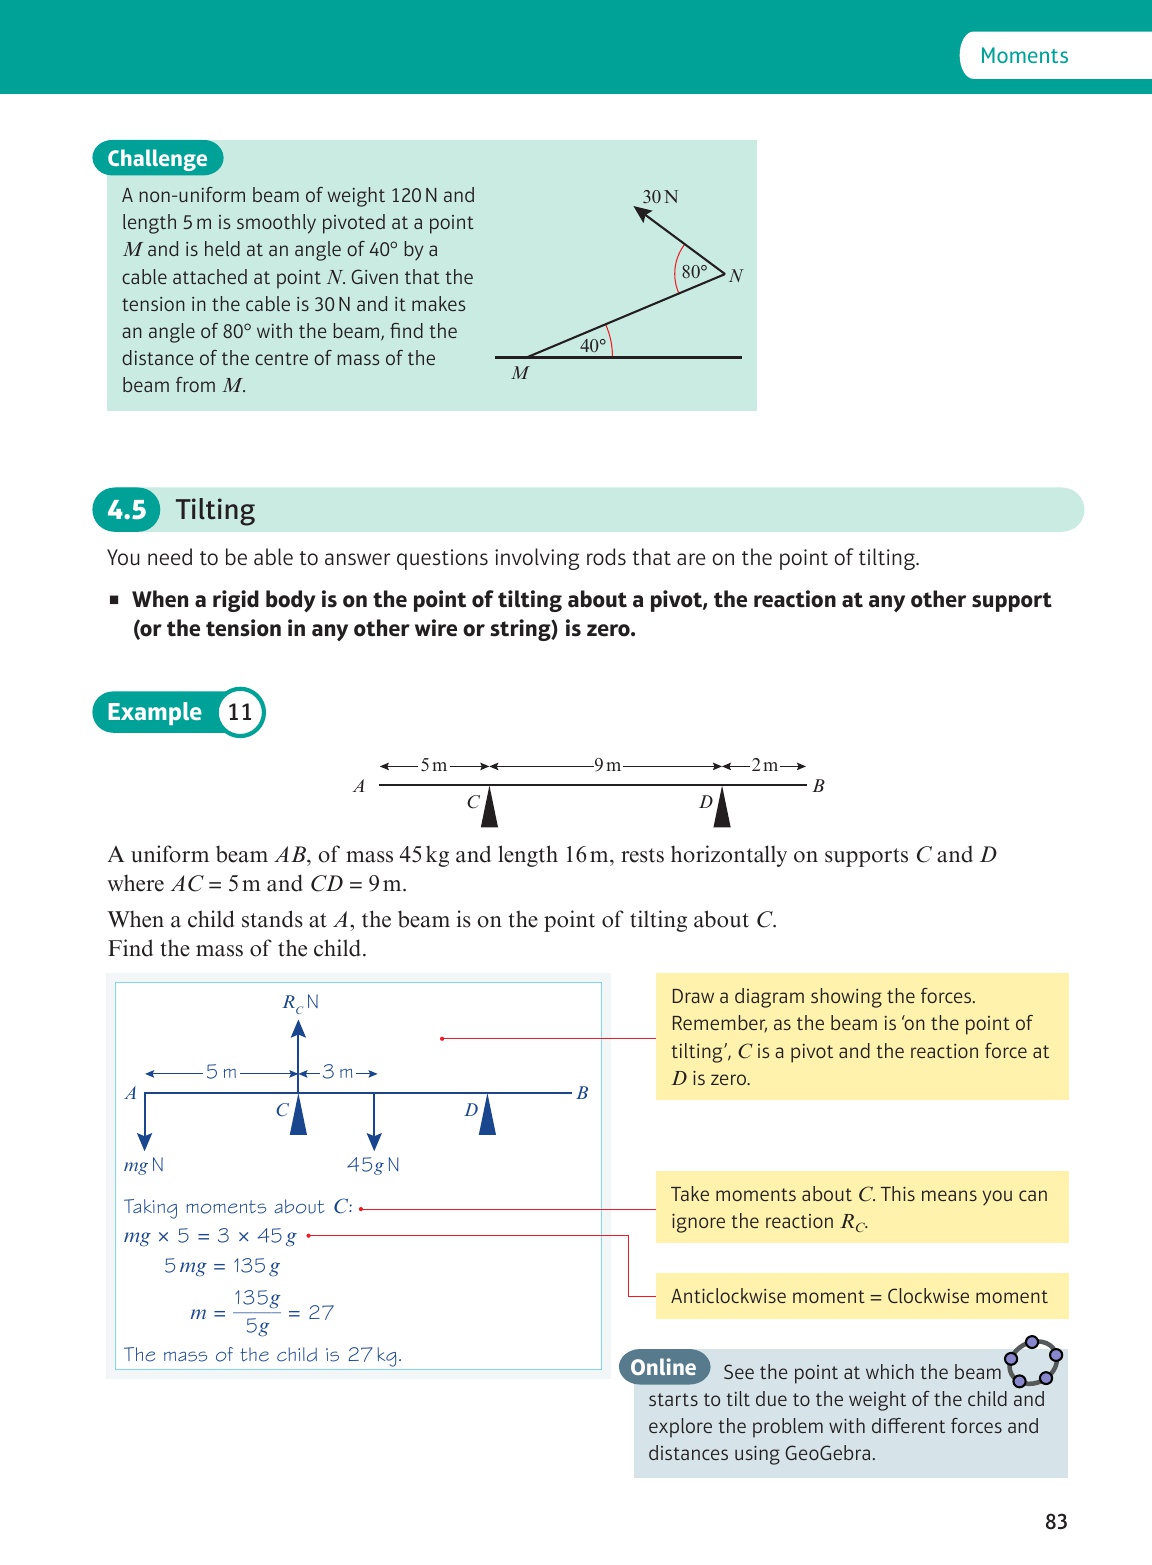 Moments
Challenge
A non-uniform beam of weight 120 N and
length 5 m is smoothly pivoted at a point
M and is held at an angle of 40° by a
cable attached at point N. Given that the
tension in the cable is 30 N and it makes
an angle of 80° with the beam, find the
distance of the centre of mass of the
beam from M.
30 N
80°
N
40°
M
4.5 Tilting
You need to be able to answer questions involving rods that are on the point of tilting.
■ When a rigid body is on the point of tilting about a pivot, the reaction at any other support
(or the tension in any other wire or string) is zero.
Example 11
5 m 9 m 2 m
A B
C D
A uniform beam AB, of mass 45 kg and length 16 m, rests horizontally on supports C and D
where AC = 5 m and CD = 9 m.
When a child stands at A, the beam is on the point of tilting about C.
Find the mass of the child.
R_C N
5 m 3 m
A B
C D
mg N 45g N
Taking moments about C:
mg × 5 = 3 × 45g
5mg = 135g
m = 135g/5g = 27
The mass of the child is 27 kg.
Draw a diagram showing the forces.
Remember, as the beam is ‘on the point of
tilting’, C is a pivot and the reaction force at
D is zero.
Take moments about C. This means you can
ignore the reaction R_C.
Anticlockwise moment = Clockwise moment
Online See the point at which the beam
starts to tilt due to the weight of the child and
explore the problem with different forces and
distances using GeoGebra.
83